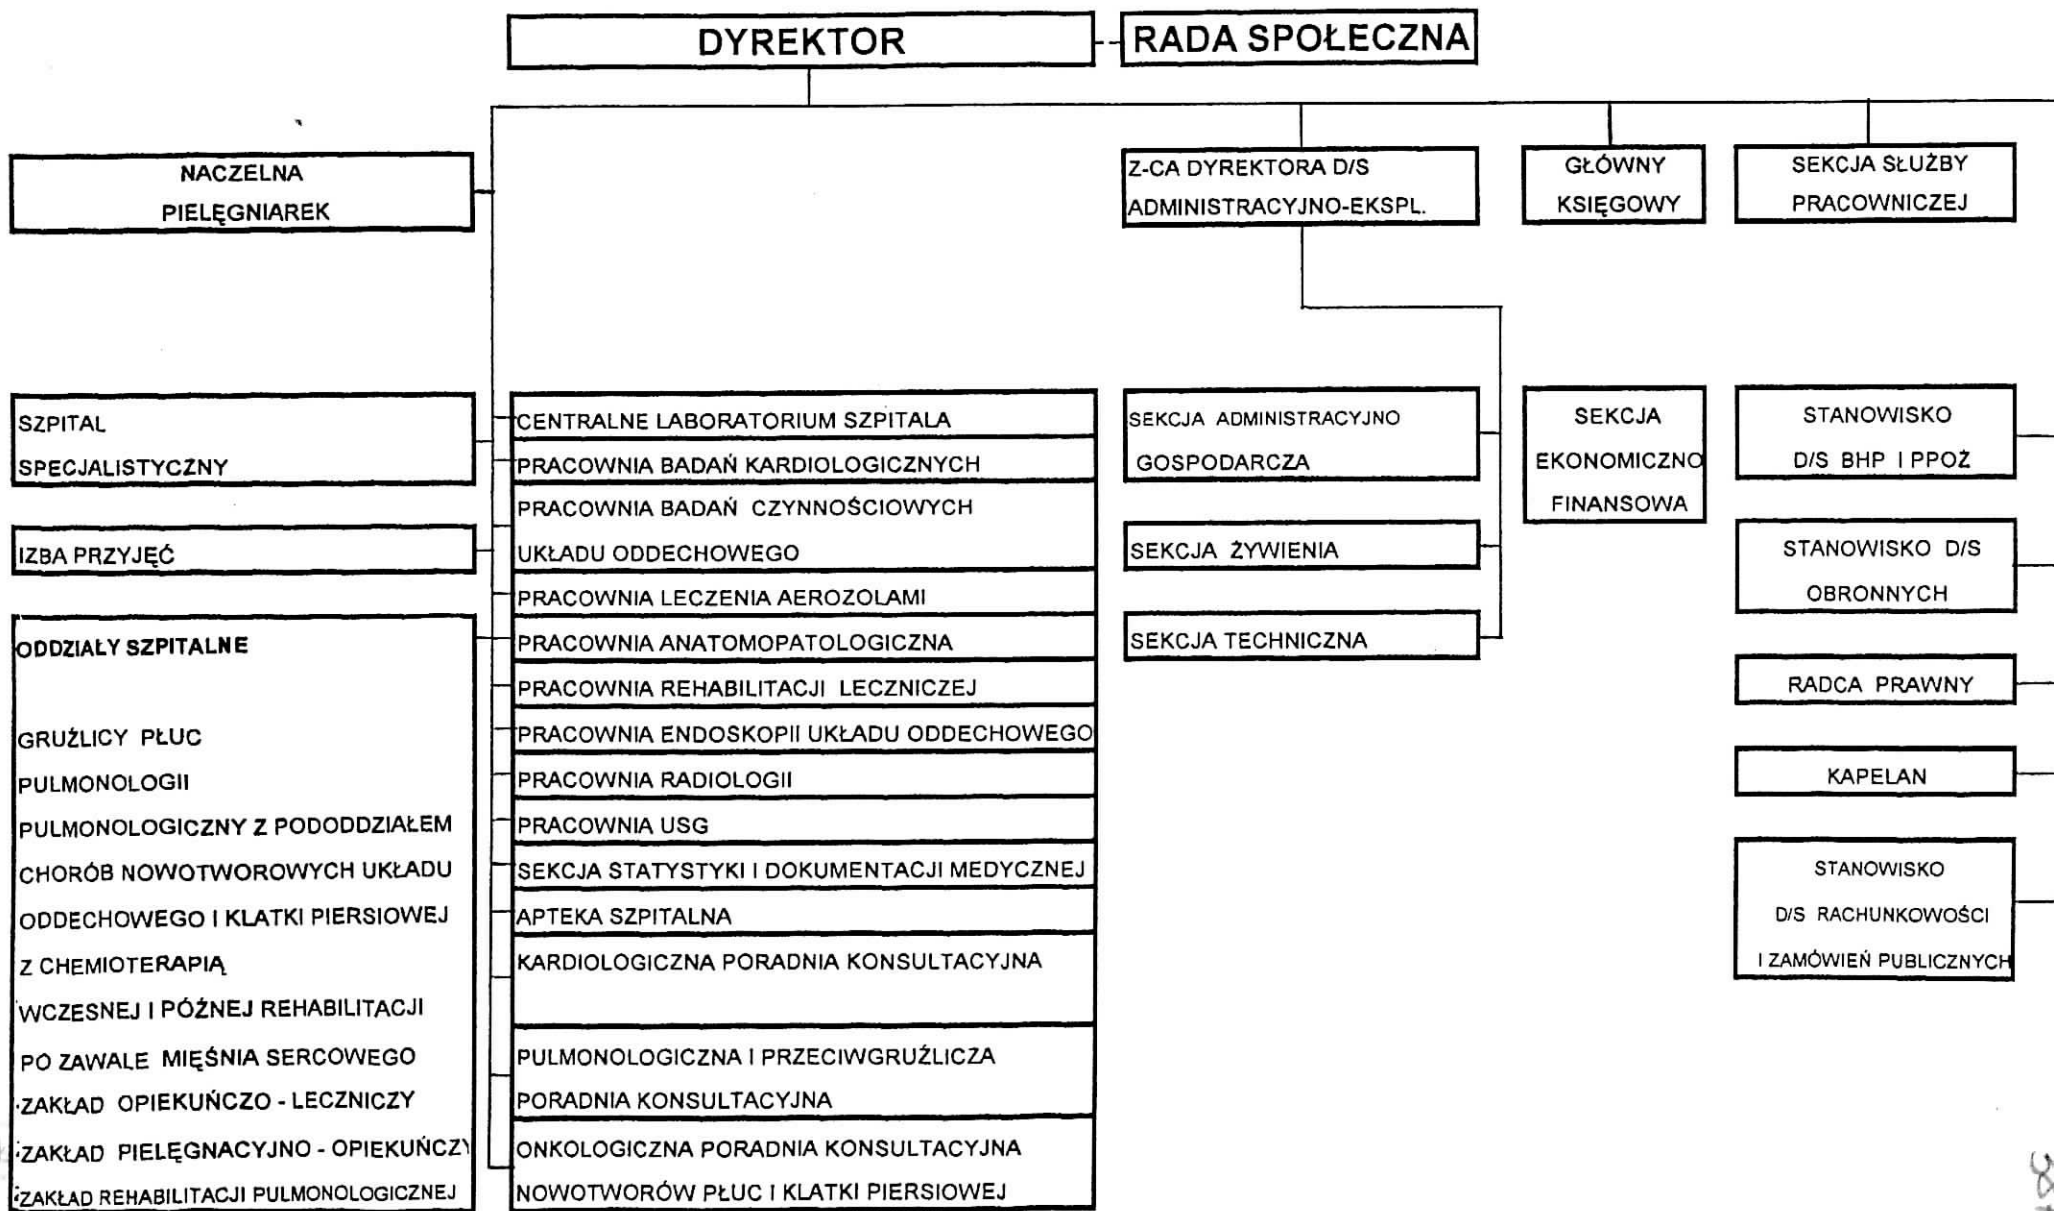 DYREKTOR
RADA SPOŁECZNA
NACZELNA
PIELĘGNIAREK
Z-CA DYREKTORA D/S
ADMINISTRACYJNO-EKSPL.
GŁÓWNY
KSIĘGOWY
SEKCJA SŁUŻBY
PRACOWNICZEJ
SZPITAL
SPECJALISTYCZNY
IZBA PRZYJĘĆ
ODDZIAŁY SZPITALNE
GRUŹLICY PŁUC
PULMONOLOGII
PULMONOLOGICZNY Z PODODDZIAŁEM
CHORÓB NOWOTWOROWYCH UKŁADU
ODDECHOWEGO I KLATKI PIERSIOWEJ
Z CHEMIOTERAPIĄ
WCZESNEJ I PÓŹNEJ REHABILITACJI
PO ZAWALE MIĘŚNIA SERCOWEGO
ZAKŁAD OPIEKUŃCZO - LECZNICZY
ZAKŁAD PIELĘGNACYJNO - OPIEKUŃCZY
ZAKŁAD REHABILITACJI PULMONOLOGICZNEJ
CENTRALNE LABORATORIUM SZPITALA
PRACOWNIA BADAŃ KARDIOLOGICZNYCH
PRACOWNIA BADAŃ CZYNNOŚCIOWYCH
UKŁADU ODDECHOWEGO
PRACOWNIA LECZENIA AEROZOLAMI
PRACOWNIA ANATOMOPATOLOGICZNA
PRACOWNIA REHABILITACJI LECZNICZEJ
PRACOWNIA ENDOSKOPII UKŁADU ODDECHOWEGO
PRACOWNIA RADIOLOGII
PRACOWNIA USG
SEKCJA STATYSTYKI I DOKUMENTACJI MEDYCZNEJ
APTEKA SZPITALNA
KARDIOLOGICZNA PORADNIA KONSULTACYJNA
PULMONOLOGICZNA I PRZECIWGRUŹLICZA
PORADNIA KONSULTACYJNA
ONKOLOGICZNA PORADNIA KONSULTACYJNA
NOWOTWORÓW PŁUC I KLATKI PIERSIOWEJ
SEKCJA ADMINISTRACYJNO
GOSPODARCZA
SEKCJA ŻYWIENIA
SEKCJA TECHNICZNA
SEKCJA
EKONOMICZNO
FINANSOWA
STANOWISKO
D/S BHP I PPOŻ
STANOWISKO D/S
OBRONNYCH
RADCA PRAWNY
KAPELAN
STANOWISKO
D/S RACHUNKOWOŚCI
I ZAMÓWIEŃ PUBLICZNYCH